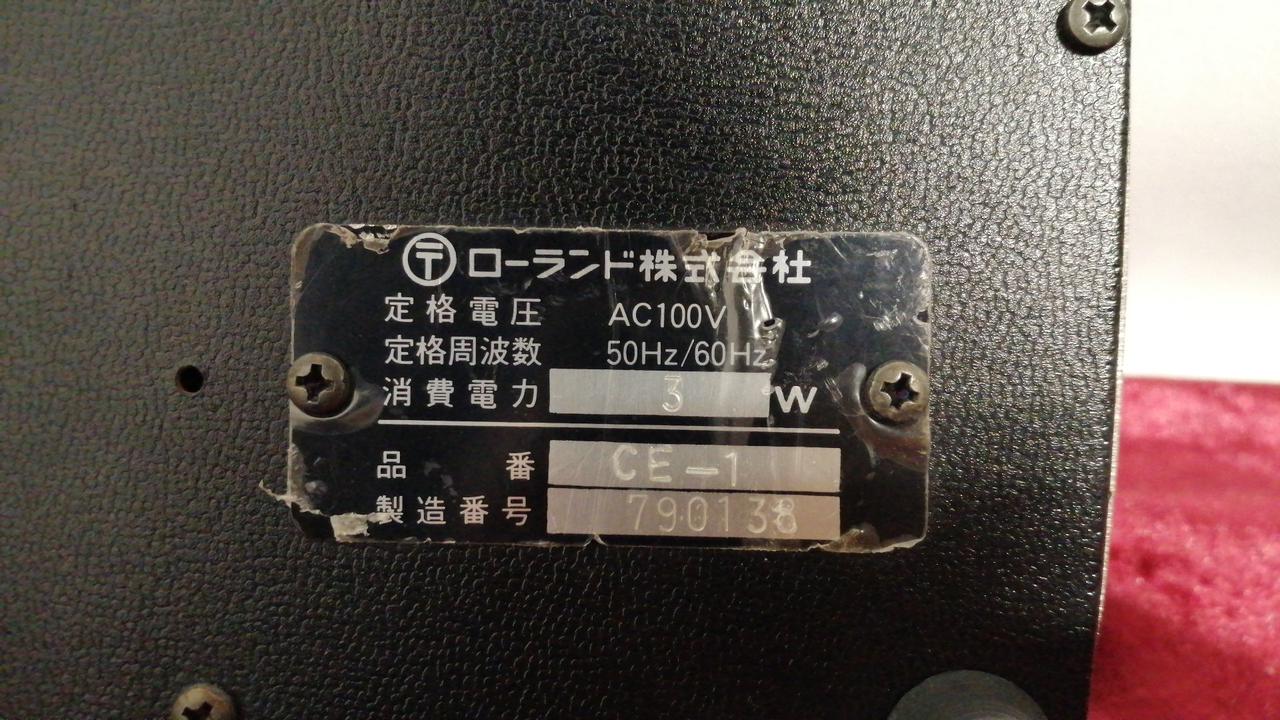 〒 ローランド株式会社
定格電圧 AC100V
定格周波数 50Hz/60Hz
消費電力 3 W
品番 CE-1
製造番号 790138